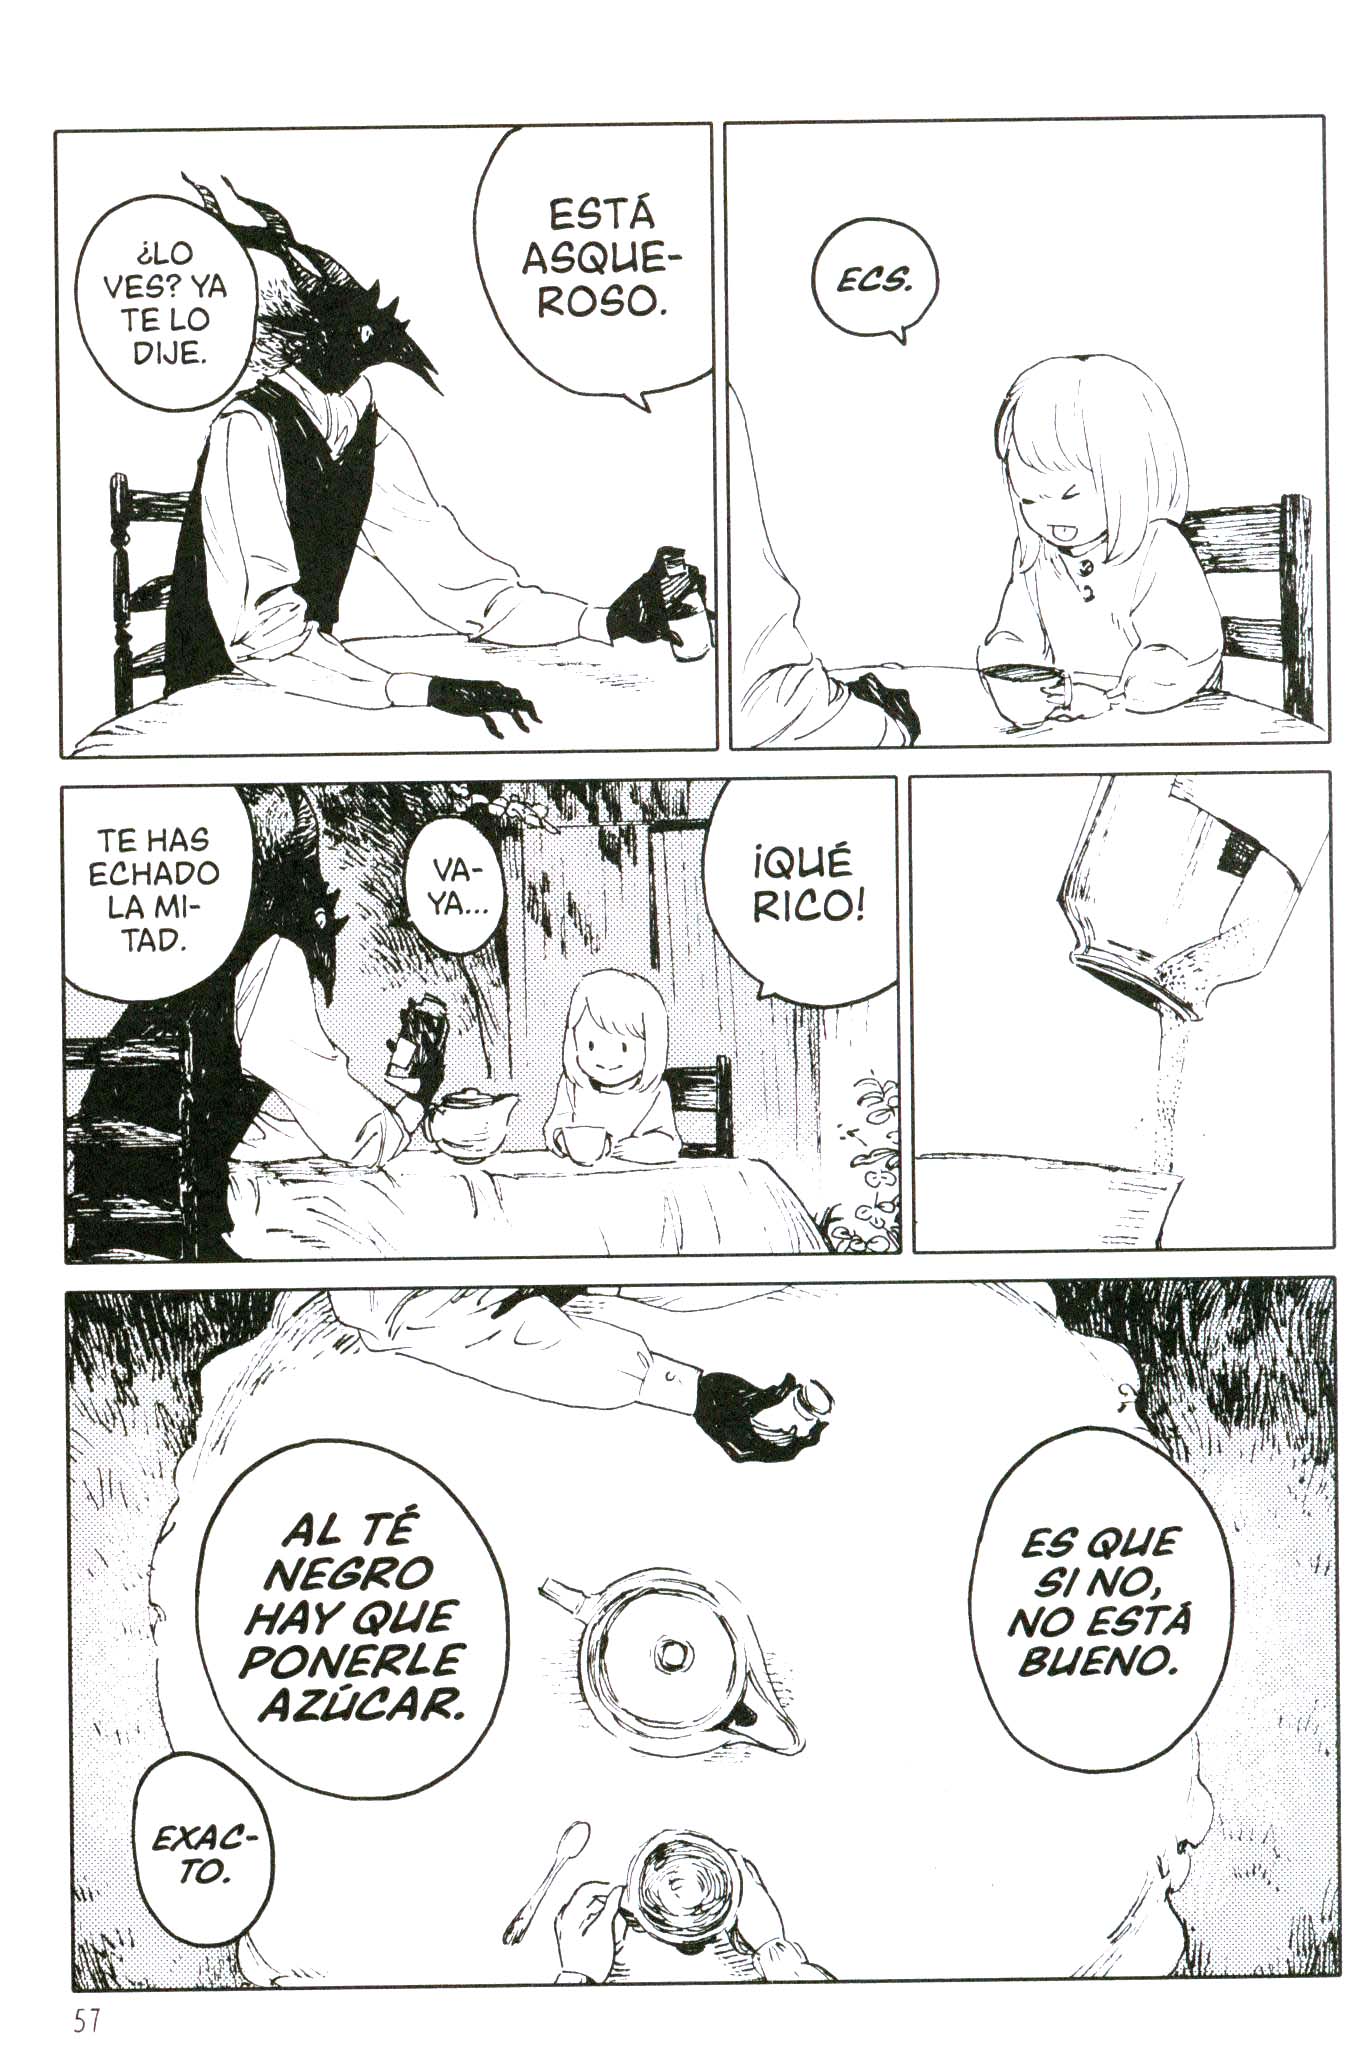 ECS.
ESTÁ
ASQUE-
ROSO.
¿LO
VES? YA
TE LO
DIJE.
¡QUÉ
RICO!
VA-
YA...
TE HAS
ECHADO
LA MI-
TAD.
ES QUE
SI NO,
NO ESTÁ
BUENO.
AL TÉ
NEGRO
HAY QUE
PONERLE
AZÚCAR.
EXAC-
TO.
57